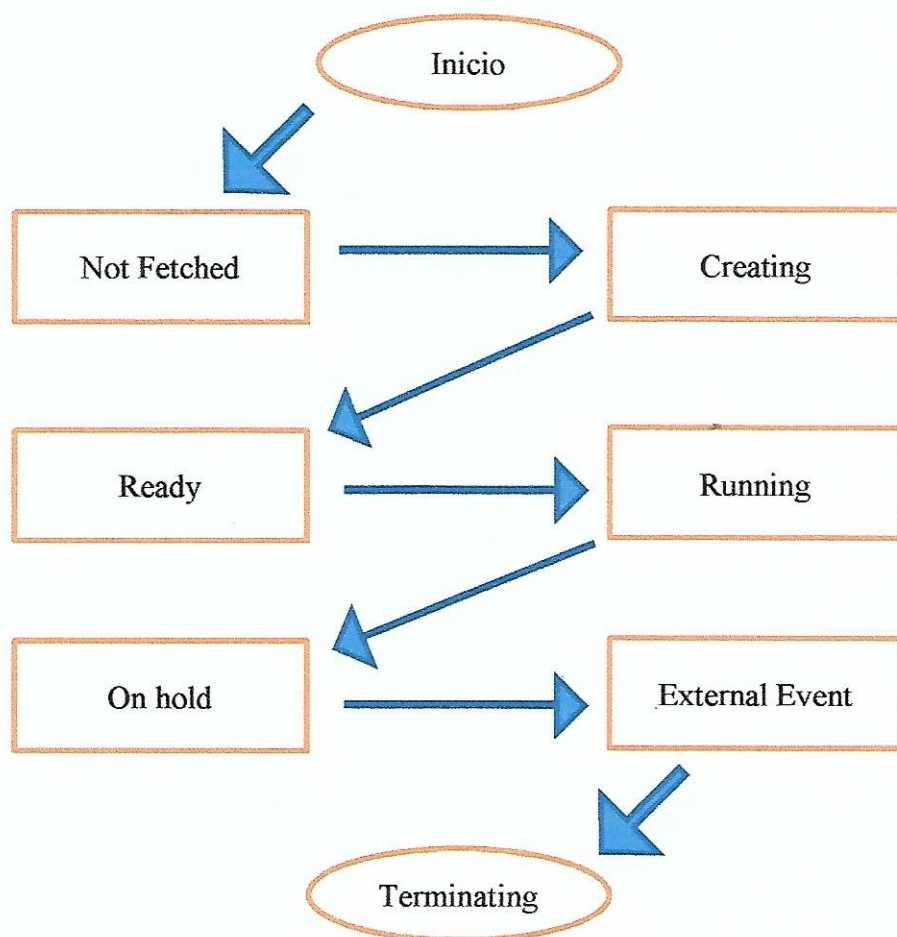 Inicio
Not Fetched
Creating
Ready
Running
On hold
External Event
Terminating